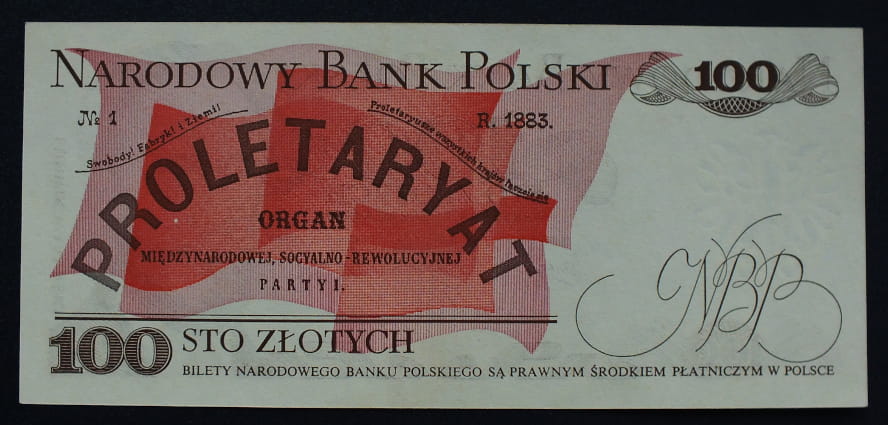 NARODOWY BANK POLSKI
100
№ 1
R. 1883.
Swobody! Fabryk! i Ziemi!
Proletaryusze wszystkich krajów łączcie się
PROLETARYAT
ORGAN
MIĘDZYNARODOWEJ, SOCYALNO-REWOLUCYJNEJ
PARTYI.
NBP
100 STO ZŁOTYCH
BILETY NARODOWEGO BANKU POLSKIEGO SĄ PRAWNYM ŚRODKIEM PŁATNICZYM W POLSCE